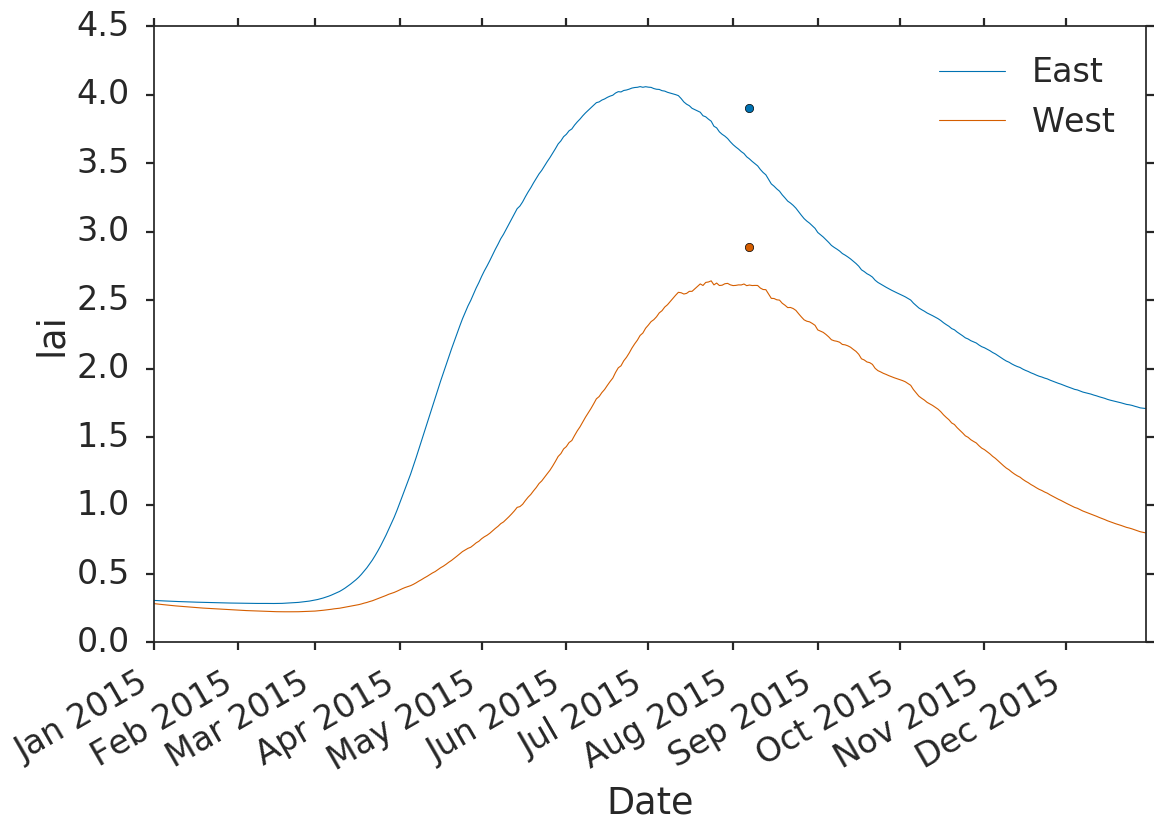 4.5
4.0
3.5
3.0
2.5
2.0
1.5
1.0
0.5
0.0
lai
East
West
Jan 2015
Feb 2015
Mar 2015
Apr 2015
May 2015
Jun 2015
Jul 2015
Aug 2015
Sep 2015
Oct 2015
Nov 2015
Dec 2015
Date